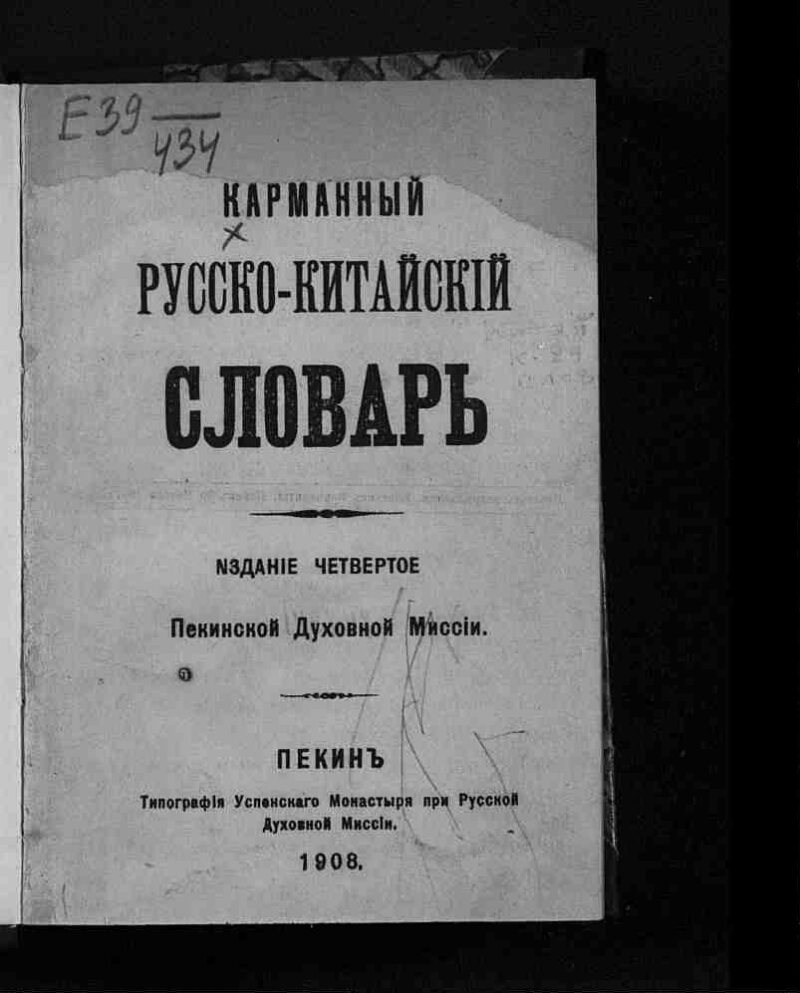 E 39
434
КАРМАННЫЙ
РУССКО-КИТАЙСКІЙ
СЛОВАРЬ
NЗДАНІЕ ЧЕТВЕРТОЕ
Пекинской Духовной Миссіи.
ПЕКИНЪ
Типографія Успенскаго Монастыря при Русской
Духовной Миссіи.
1908.